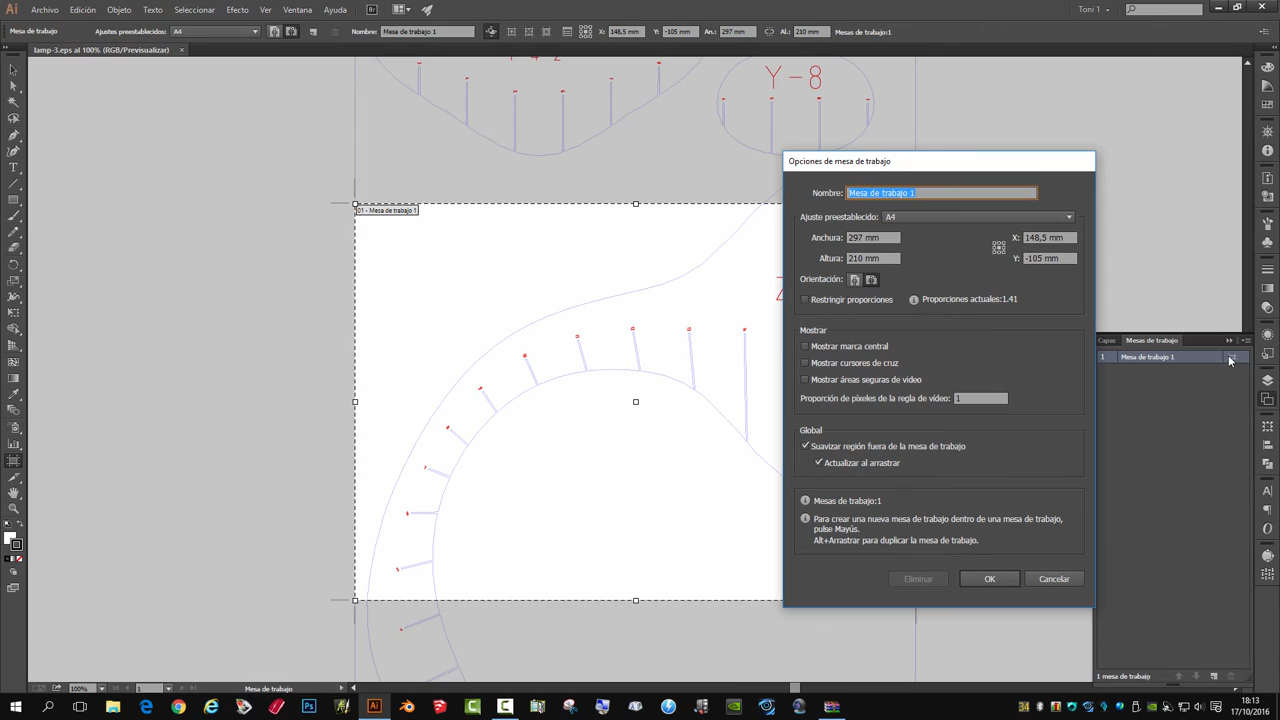 Ai
Archivo Edición Objeto Texto Seleccionar Efecto Ver Ventana Ayuda
Br
Toni 1
Mesa de trabajo Ajustes preestablecidos: A4 Nombre: Mesa de trabajo 1 X: 148,5 mm Y: -105 mm An.: 297 mm Al.: 210 mm Mesas de trabajo:1
lamp-3.eps al 100% (RGB/Previsualizar) ×
Y-8
01 - Mesa de trabajo 1
Opciones de mesa de trabajo
Nombre: Mesa de trabajo 1
Ajuste preestablecido: A4
Anchura: 297 mm X: 148,5 mm
Altura: 210 mm Y: -105 mm
Orientación:
Restringir proporciones Proporciones actuales:1.41
Mostrar
Mostrar marca central
Mostrar cursores de cruz
Mostrar áreas seguras de vídeo
Proporción de píxeles de la regla de vídeo: 1
Global
Suavizar región fuera de la mesa de trabajo
Actualizar al arrastrar
Mesas de trabajo:1
Para crear una nueva mesa de trabajo dentro de una mesa de trabajo,
pulse Mayús.
Alt+Arrastrar para duplicar la mesa de trabajo.
Eliminar OK Cancelar
Capas Mesas de trabajo
1 Mesa de trabajo 1
1 mesa de trabajo
100% 1 Mesa de trabajo
18:13
17/10/2016